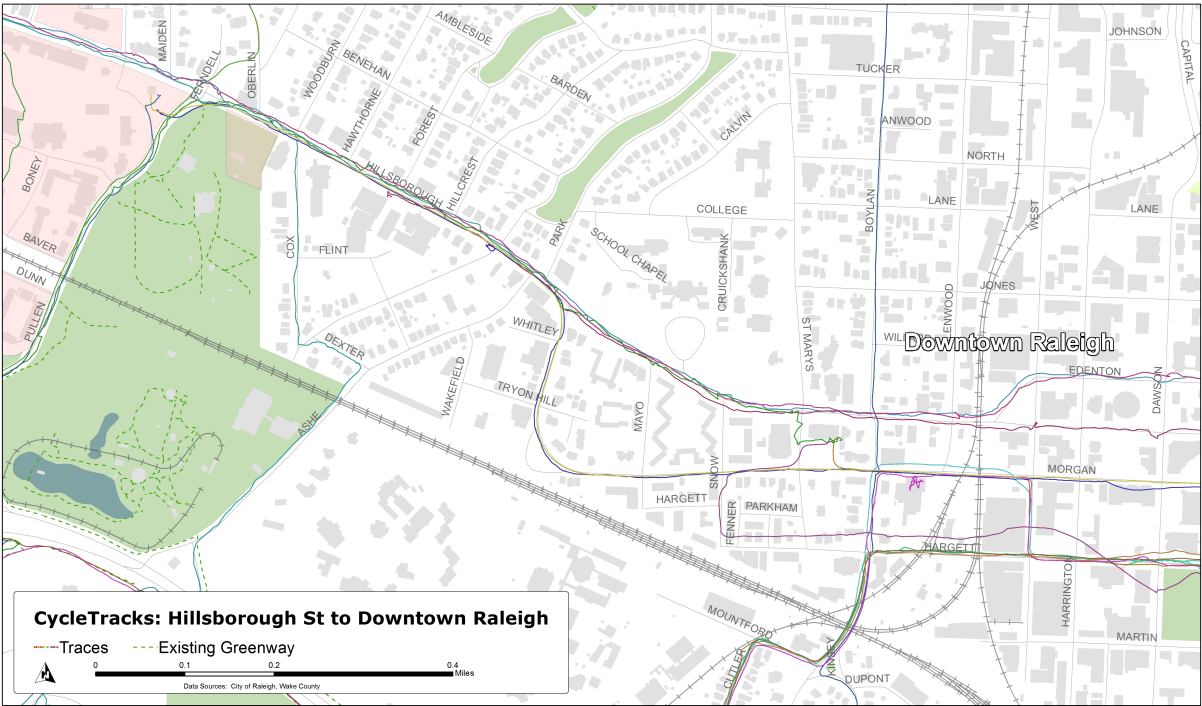 AMBLESIDE
JOHNSON
MAIDEN
CAPITAL
FERNDELL
OBERLIN
WOODBURN
BENEHAN
TUCKER
BARDEN
HAWTHORNE
FOREST
CALVIN
ANWOOD
NORTH
BONEY
HILLSBOROUGH
HILLCREST
BOYLAN
LANE
WEST
LANE
COLLEGE
PARK
SCHOOL CHAPEL
BAVER
COX
FLINT
CRUICKSHANK
DUNN
JONES
PULLEN
WHITLEY
ST MARYS
ENWOOD
DEXTER
WIL
Downtown Raleigh
EDENTON
DAWSON
WAKEFIELD
TRYON HILL
MAYO
ASHE
SNOW
MORGAN
HARGETT
PARKHAM
FENNER
HARGETT
HARRINGTO
MOUNTFORD
MARTIN
KINSEY
CUTLER
DUPONT
CycleTracks: Hillsborough St to Downtown Raleigh
Traces Existing Greenway
0 0.1 0.2 0.4
Miles
N
Data Sources: City of Raleigh, Wake County